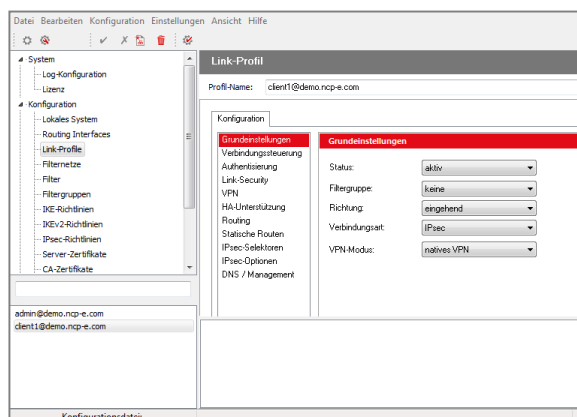 Datei Bearbeiten Konfiguration Einstellungen Ansicht Hilfe
System
Log-Konfiguration
Lizenz
Konfiguration
Lokales System
Routing Interfaces
Link-Profile
Filternetze
Filter
Filtergruppen
IKE-Richtlinien
IKEv2-Richtlinien
IPsec-Richtlinien
Server-Zertifikate
CA-Zertifikate
admin@demo.ncp-e.com
client1@demo.ncp-e.com
Link-Profil
Profil-Name: client1@demo.ncp-e.com
Konfiguration
Grundeinstellungen
Verbindungssteuerung
Authentisierung
Link-Security
VPN
HA-Unterstützung
Routing
Statische Routen
IPsec-Selektoren
IPsec-Optionen
DNS / Management
Grundeinstellungen
Status: aktiv
Filtergruppe: keine
Richtung: eingehend
Verbindungsart: IPsec
VPN-Modus: natives VPN
Konfigurationsdatei: